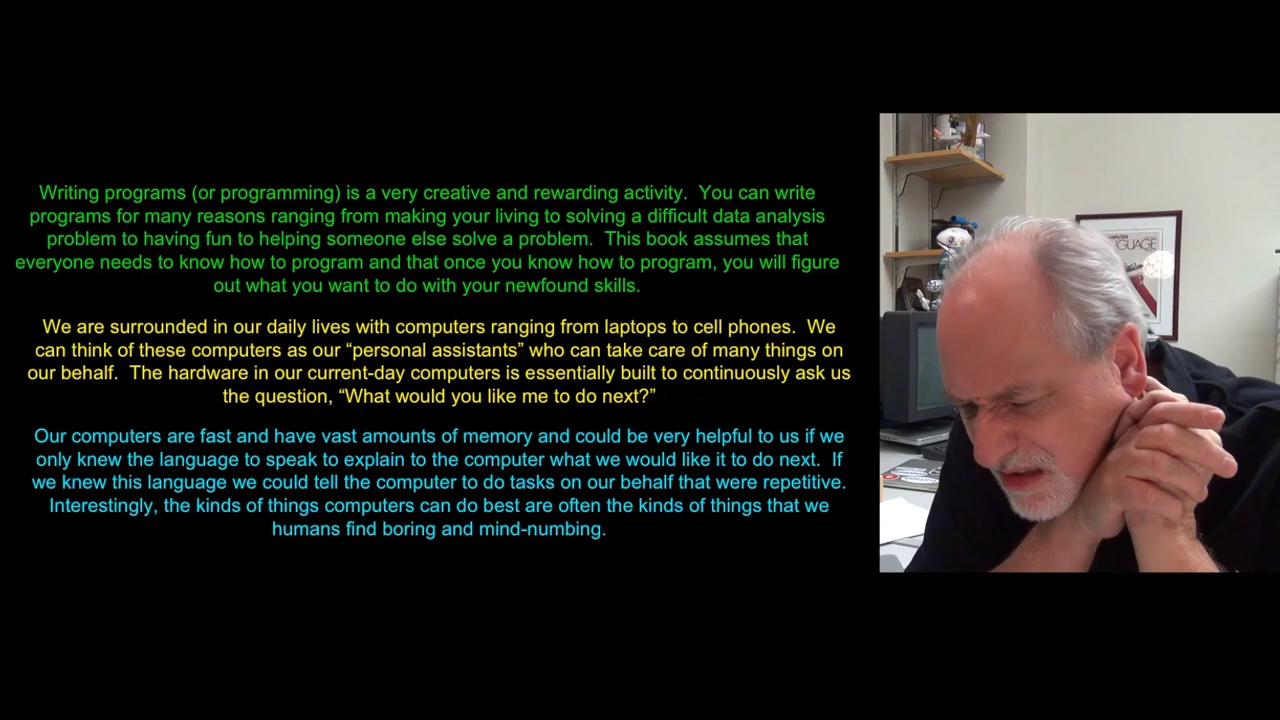 Writing programs (or programming) is a very creative and rewarding activity.  You can write
programs for many reasons ranging from making your living to solving a difficult data analysis
problem to having fun to helping someone else solve a problem.  This book assumes that
everyone needs to know how to program and that once you know how to program, you will figure
out what you want to do with your newfound skills.
We are surrounded in our daily lives with computers ranging from laptops to cell phones.  We
can think of these computers as our “personal assistants” who can take care of many things on
our behalf.  The hardware in our current-day computers is essentially built to continuously ask us
the question, “What would you like me to do next?”
Our computers are fast and have vast amounts of memory and could be very helpful to us if we
only knew the language to speak to explain to the computer what we would like it to do next.  If
we knew this language we could tell the computer to do tasks on our behalf that were repetitive.
Interestingly, the kinds of things computers can do best are often the kinds of things that we
humans find boring and mind-numbing.